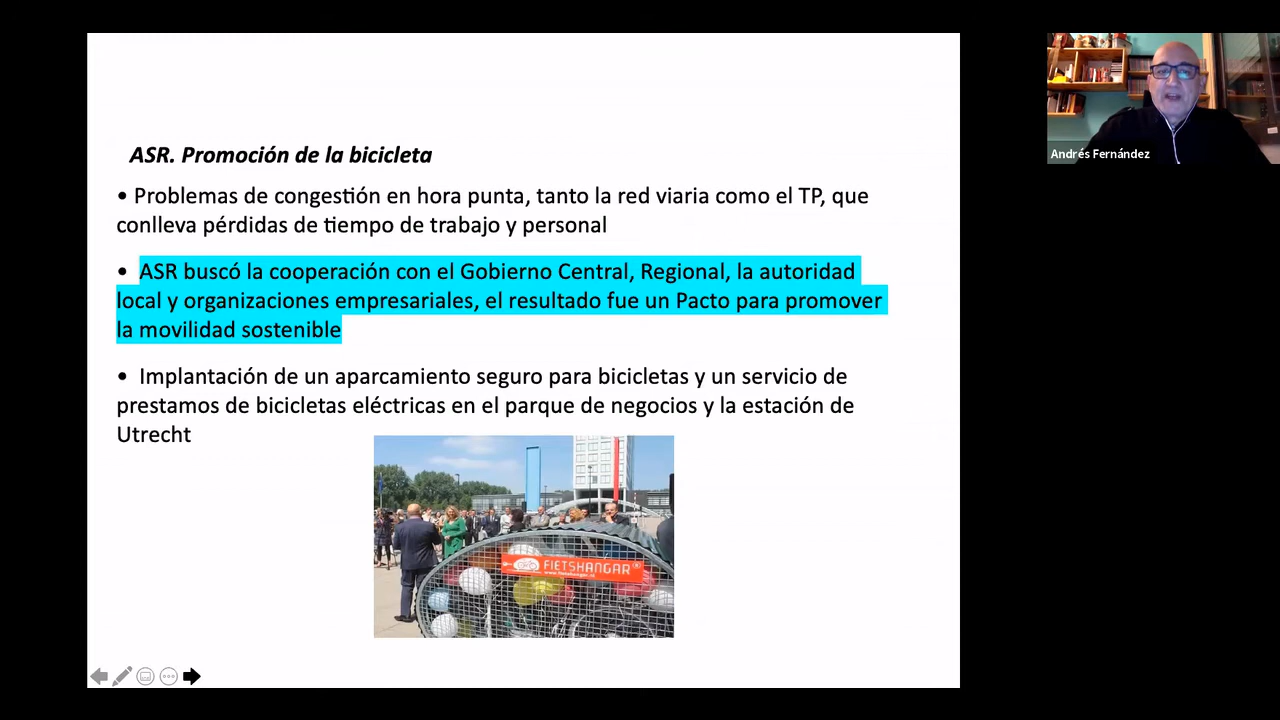 ASR. Promoción de la bicicleta
• Problemas de congestión en hora punta, tanto la red viaria como el TP, que
conlleva pérdidas de tiempo de trabajo y personal
• ASR buscó la cooperación con el Gobierno Central, Regional, la autoridad
local y organizaciones empresariales, el resultado fue un Pacto para promover
la movilidad sostenible
• Implantación de un aparcamiento seguro para bicicletas y un servicio de
prestamos de bicicletas eléctricas en el parque de negocios y la estación de
Utrecht
FIETSHANGAR®
www.fietshangar.nl
Andrés Fernández